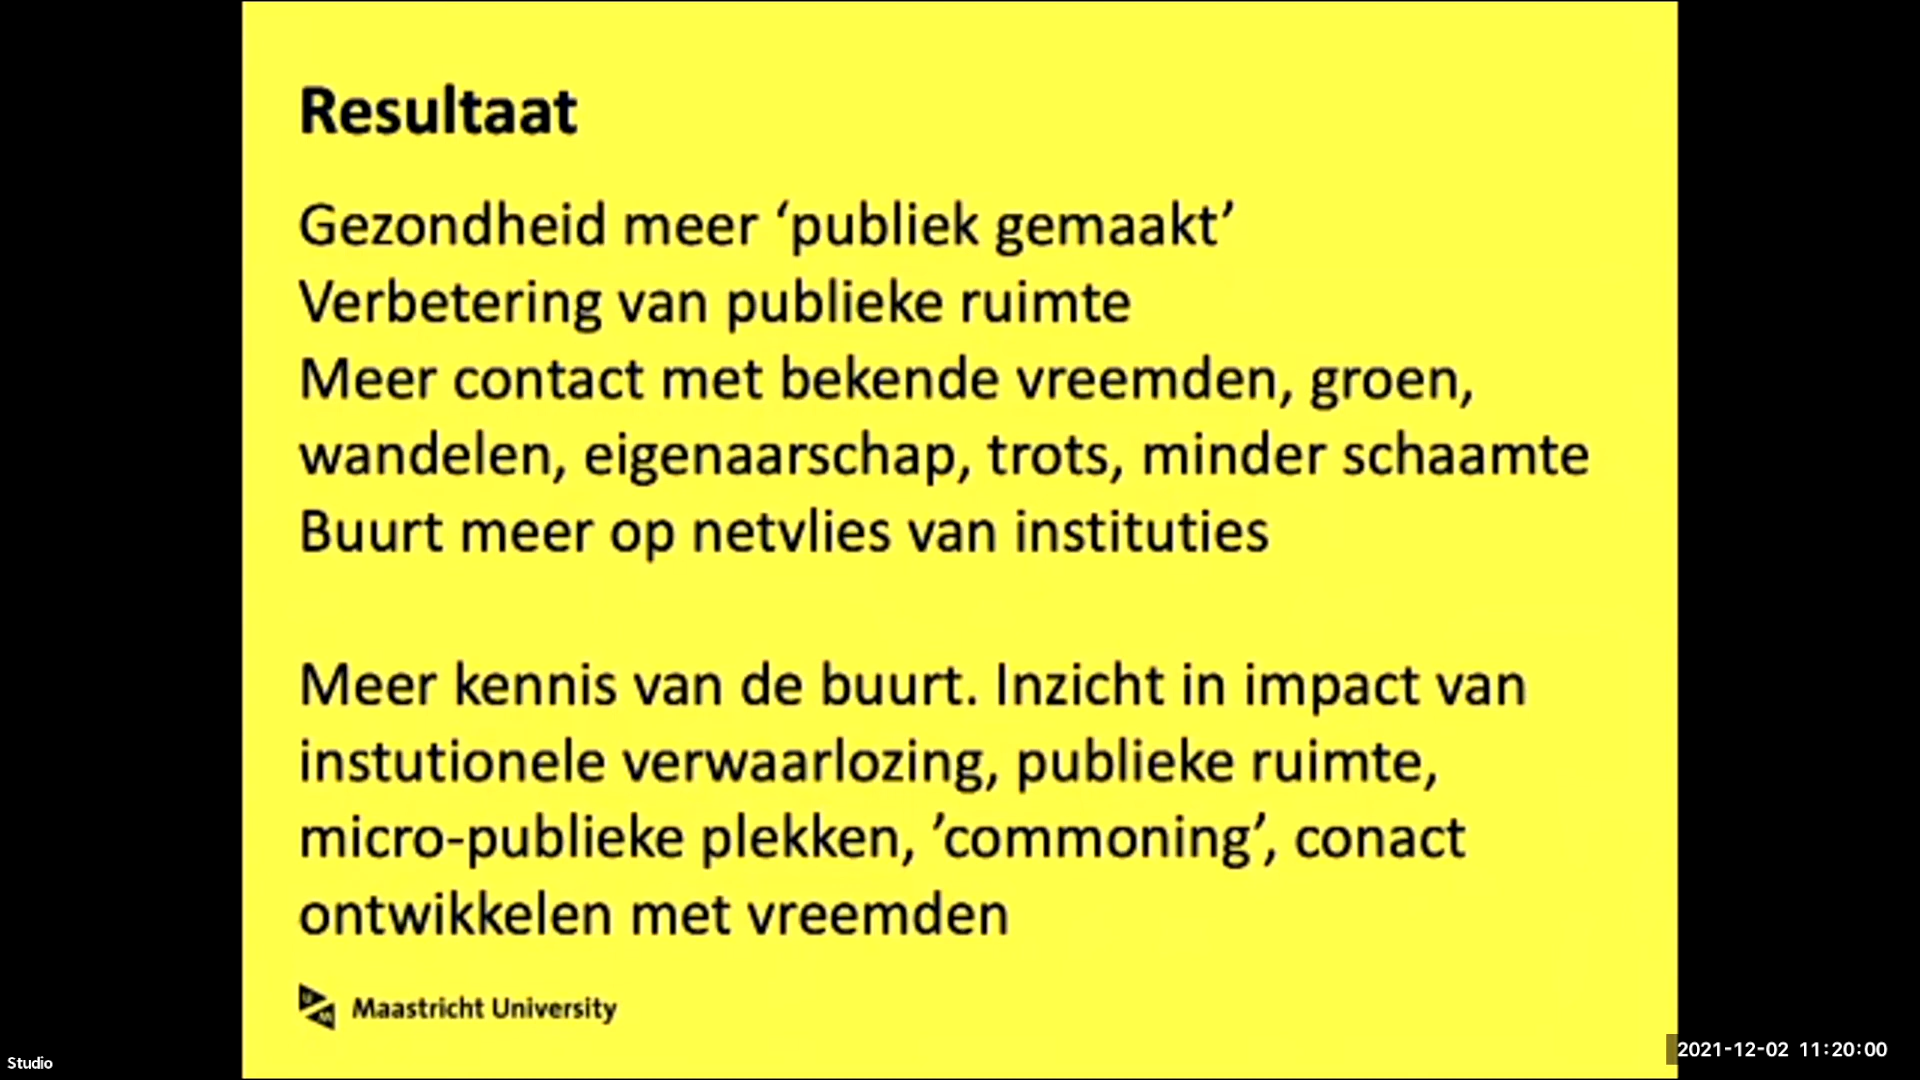 Resultaat
Gezondheid meer ‘publiek gemaakt’
Verbetering van publieke ruimte
Meer contact met bekende vreemden, groen,
wandelen, eigenaarschap, trots, minder schaamte
Buurt meer op netvlies van instituties
Meer kennis van de buurt. Inzicht in impact van
instutionele verwaarlozing, publieke ruimte,
micro-publieke plekken, ’commoning’, conact
ontwikkelen met vreemden
Maastricht University
Studio
2021-12-02 11:20:00